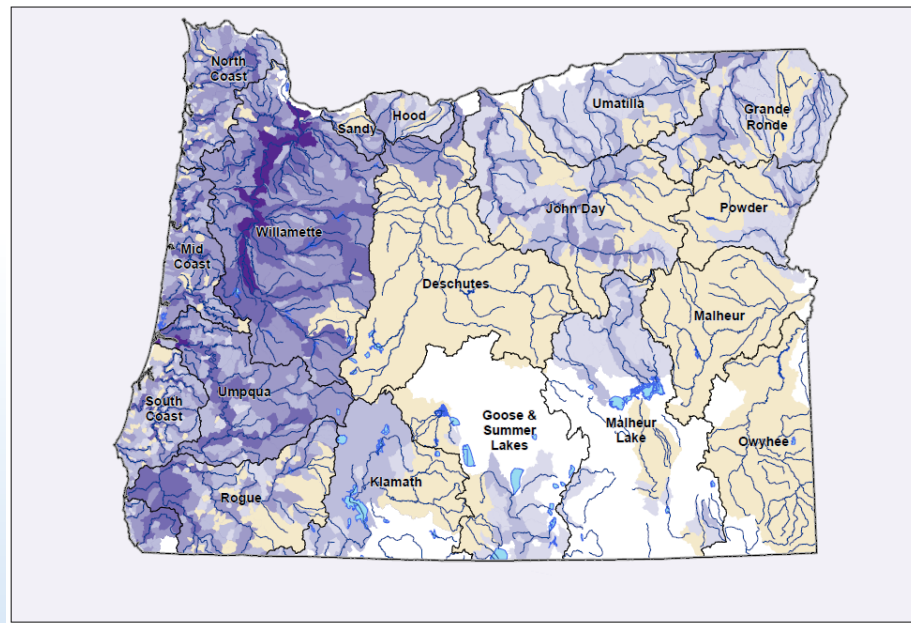 North
Coast
Sandy
Hood
Umatilla
Grande
Ronde
Willamette
John Day
Powder
Mid
Coast
Deschutes
Malheur
South
Coast
Umpqua
Goose &
Summer
Lakes
Malheur
Lake
Owyhee
Rogue
Klamath